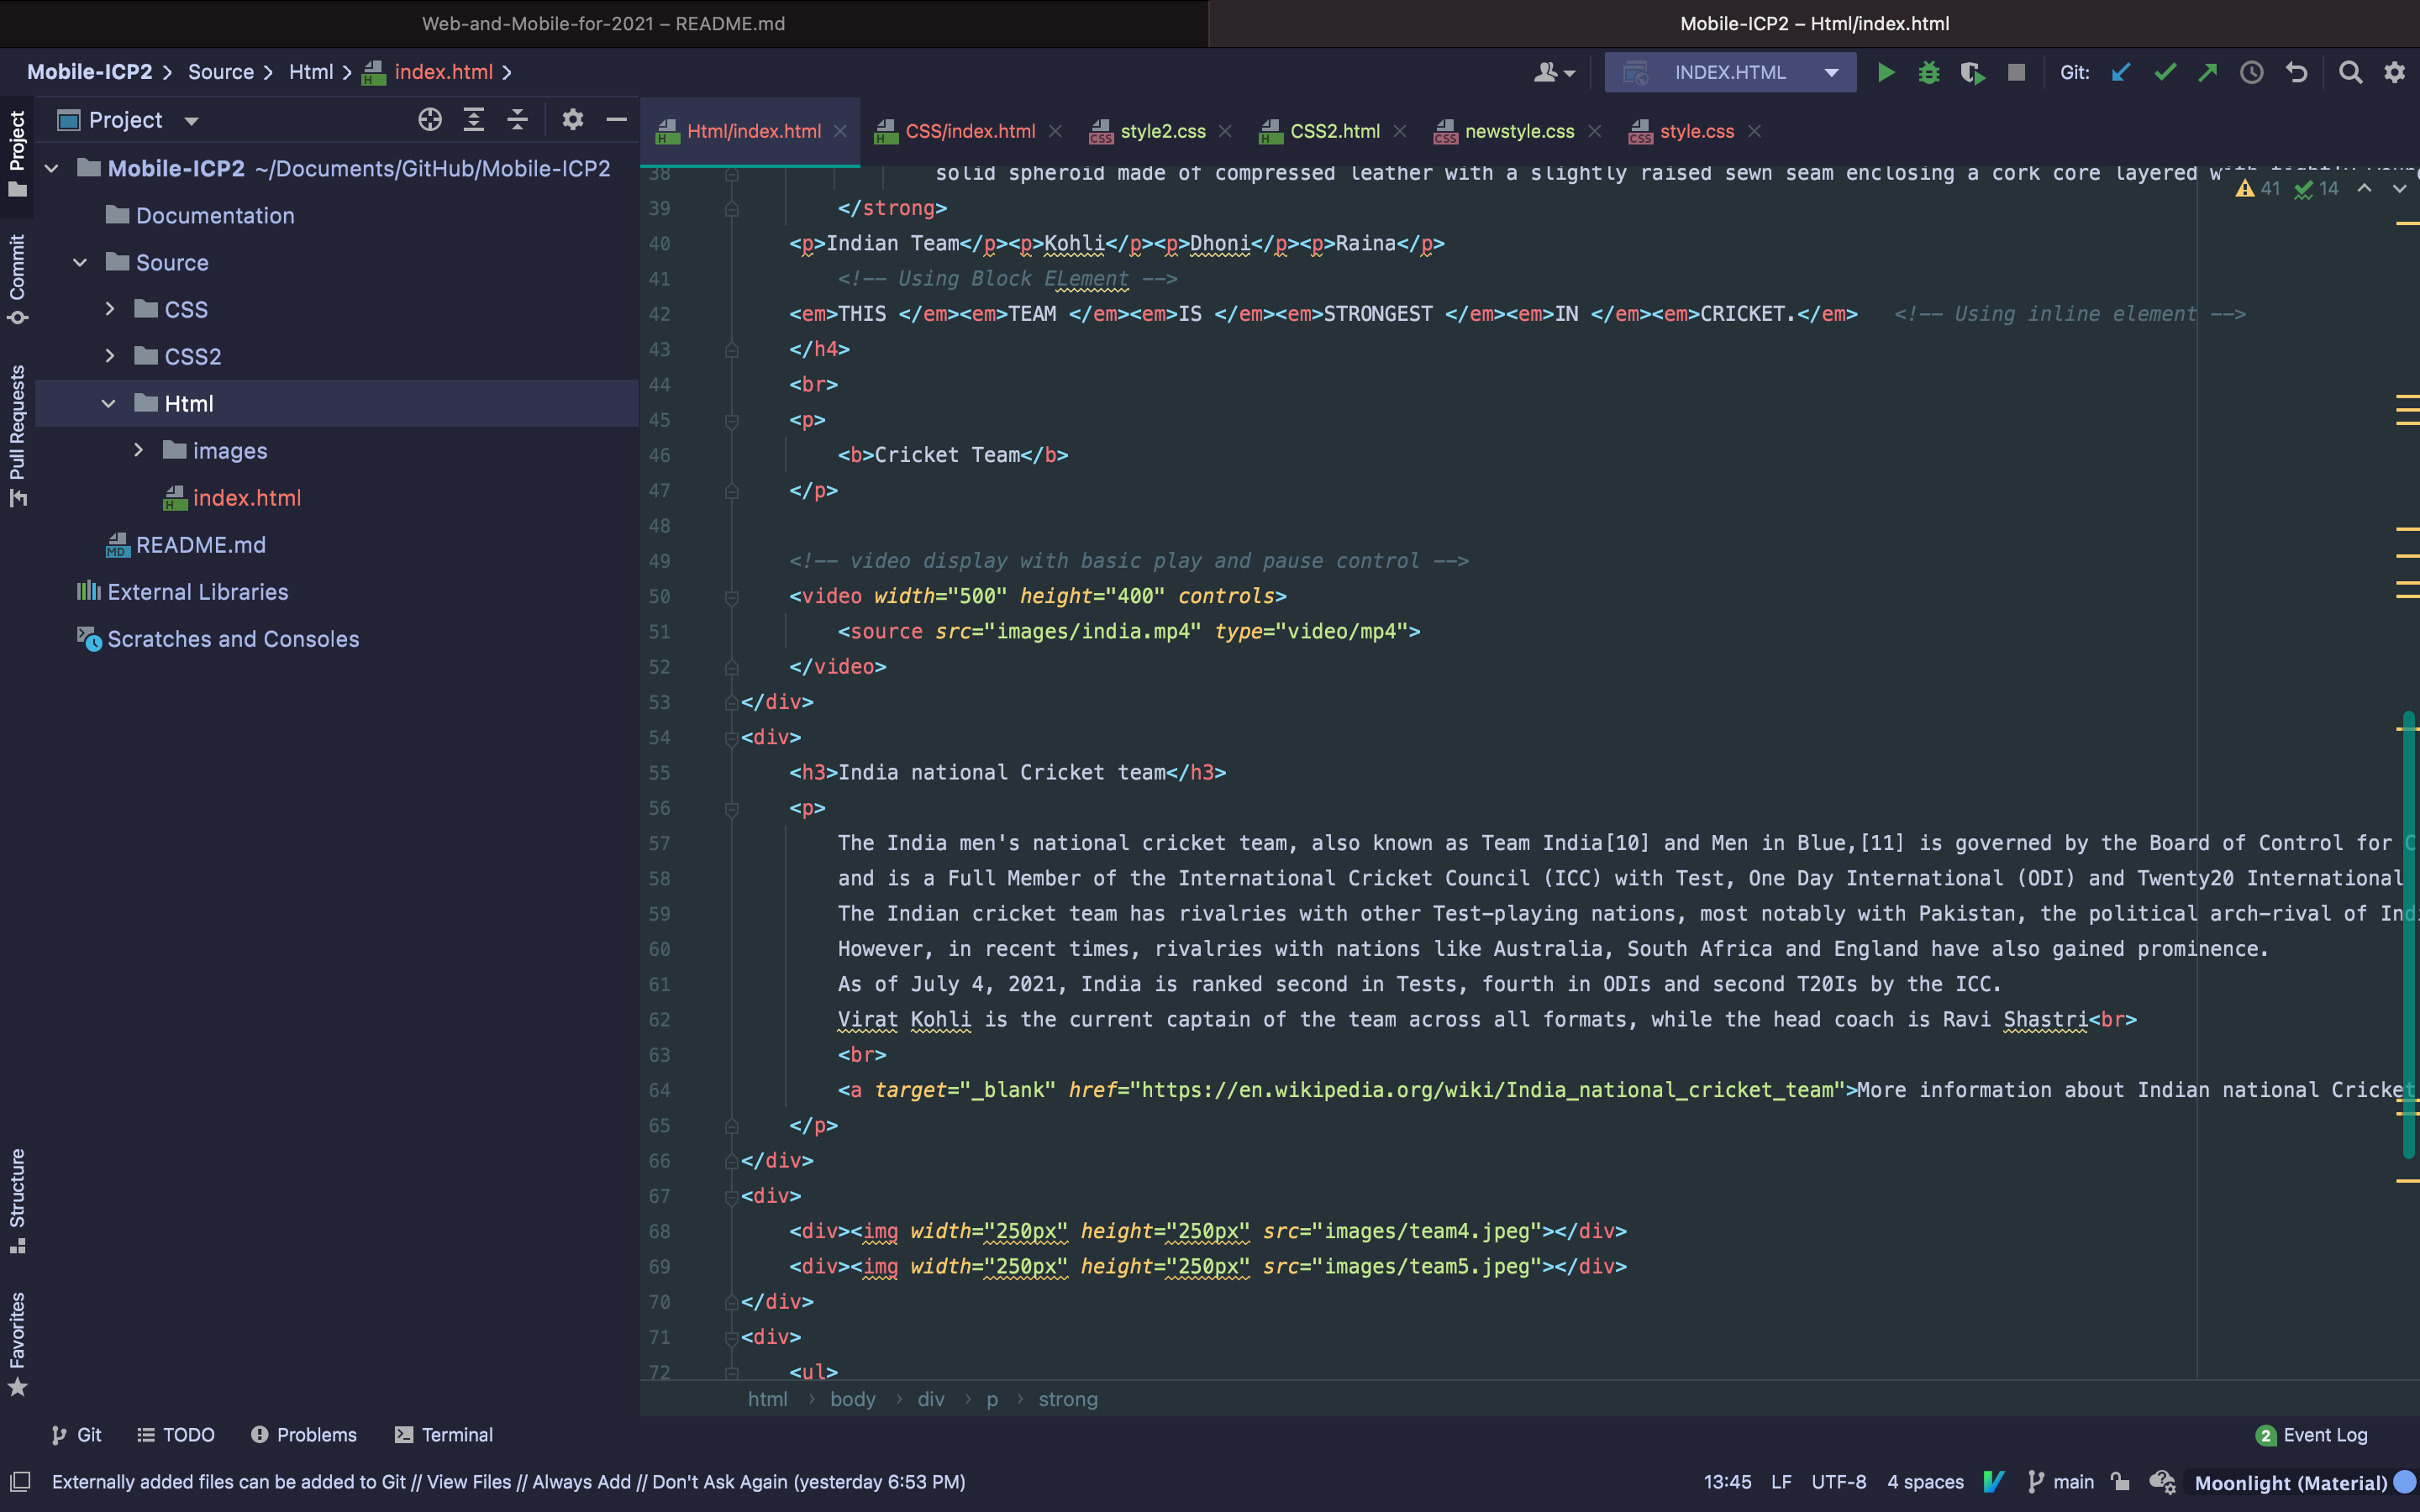 Web-and-Mobile-for-2021 – README.md
Mobile-ICP2 – Html/index.html
Mobile-ICP2 Source Html index.html
INDEX.HTML
Git:
Project
Html/index.html
CSS/index.html
style2.css
CSS2.html
newstyle.css
style.css
41 14
Project
Commit
Pull Requests
Structure
Favorites
Mobile-ICP2 ~/Documents/GitHub/Mobile-ICP2
Documentation
Source
CSS
CSS2
Html
images
index.html
README.md
External Libraries
Scratches and Consoles
38 solid spheroid made of compressed leather with a slightly raised sewn seam enclosing a cork core layered with tightly
39 </strong>
40 <p>Indian Team</p><p>Kohli</p><p>Dhoni</p><p>Raina</p>
41 <!-- Using Block ELement -->
42 <em>THIS </em><em>TEAM </em><em>IS </em><em>STRONGEST </em><em>IN </em><em>CRICKET.</em> <!-- Using inline element -->
43 </h4>
44 <br>
45 <p>
46 <b>Cricket Team</b>
47 </p>
48
49 <!-- video display with basic play and pause control -->
50 <video width="500" height="400" controls>
51 <source src="images/india.mp4" type="video/mp4">
52 </video>
53 </div>
54 <div>
55 <h3>India national Cricket team</h3>
56 <p>
57 The India men's national cricket team, also known as Team India[10] and Men in Blue,[11] is governed by the Board of Control for C
58 and is a Full Member of the International Cricket Council (ICC) with Test, One Day International (ODI) and Twenty20 International
59 The Indian cricket team has rivalries with other Test-playing nations, most notably with Pakistan, the political arch-rival of Indi
60 However, in recent times, rivalries with nations like Australia, South Africa and England have also gained prominence.
61 As of July 4, 2021, India is ranked second in Tests, fourth in ODIs and second T20Is by the ICC.
62 Virat Kohli is the current captain of the team across all formats, while the head coach is Ravi Shastri<br>
63 <br>
64 <a target="_blank" href="https://en.wikipedia.org/wiki/India_national_cricket_team">More information about Indian national Cricket
65 </p>
66 </div>
67 <div>
68 <div><img width="250px" height="250px" src="images/team4.jpeg"></div>
69 <div><img width="250px" height="250px" src="images/team5.jpeg"></div>
70 </div>
71 <div>
72 <ul>
html body div p strong
Git TODO Problems Terminal
2 Event Log
Externally added files can be added to Git // View Files // Always Add // Don't Ask Again (yesterday 6:53 PM)
13:45 LF UTF-8 4 spaces main Moonlight (Material)